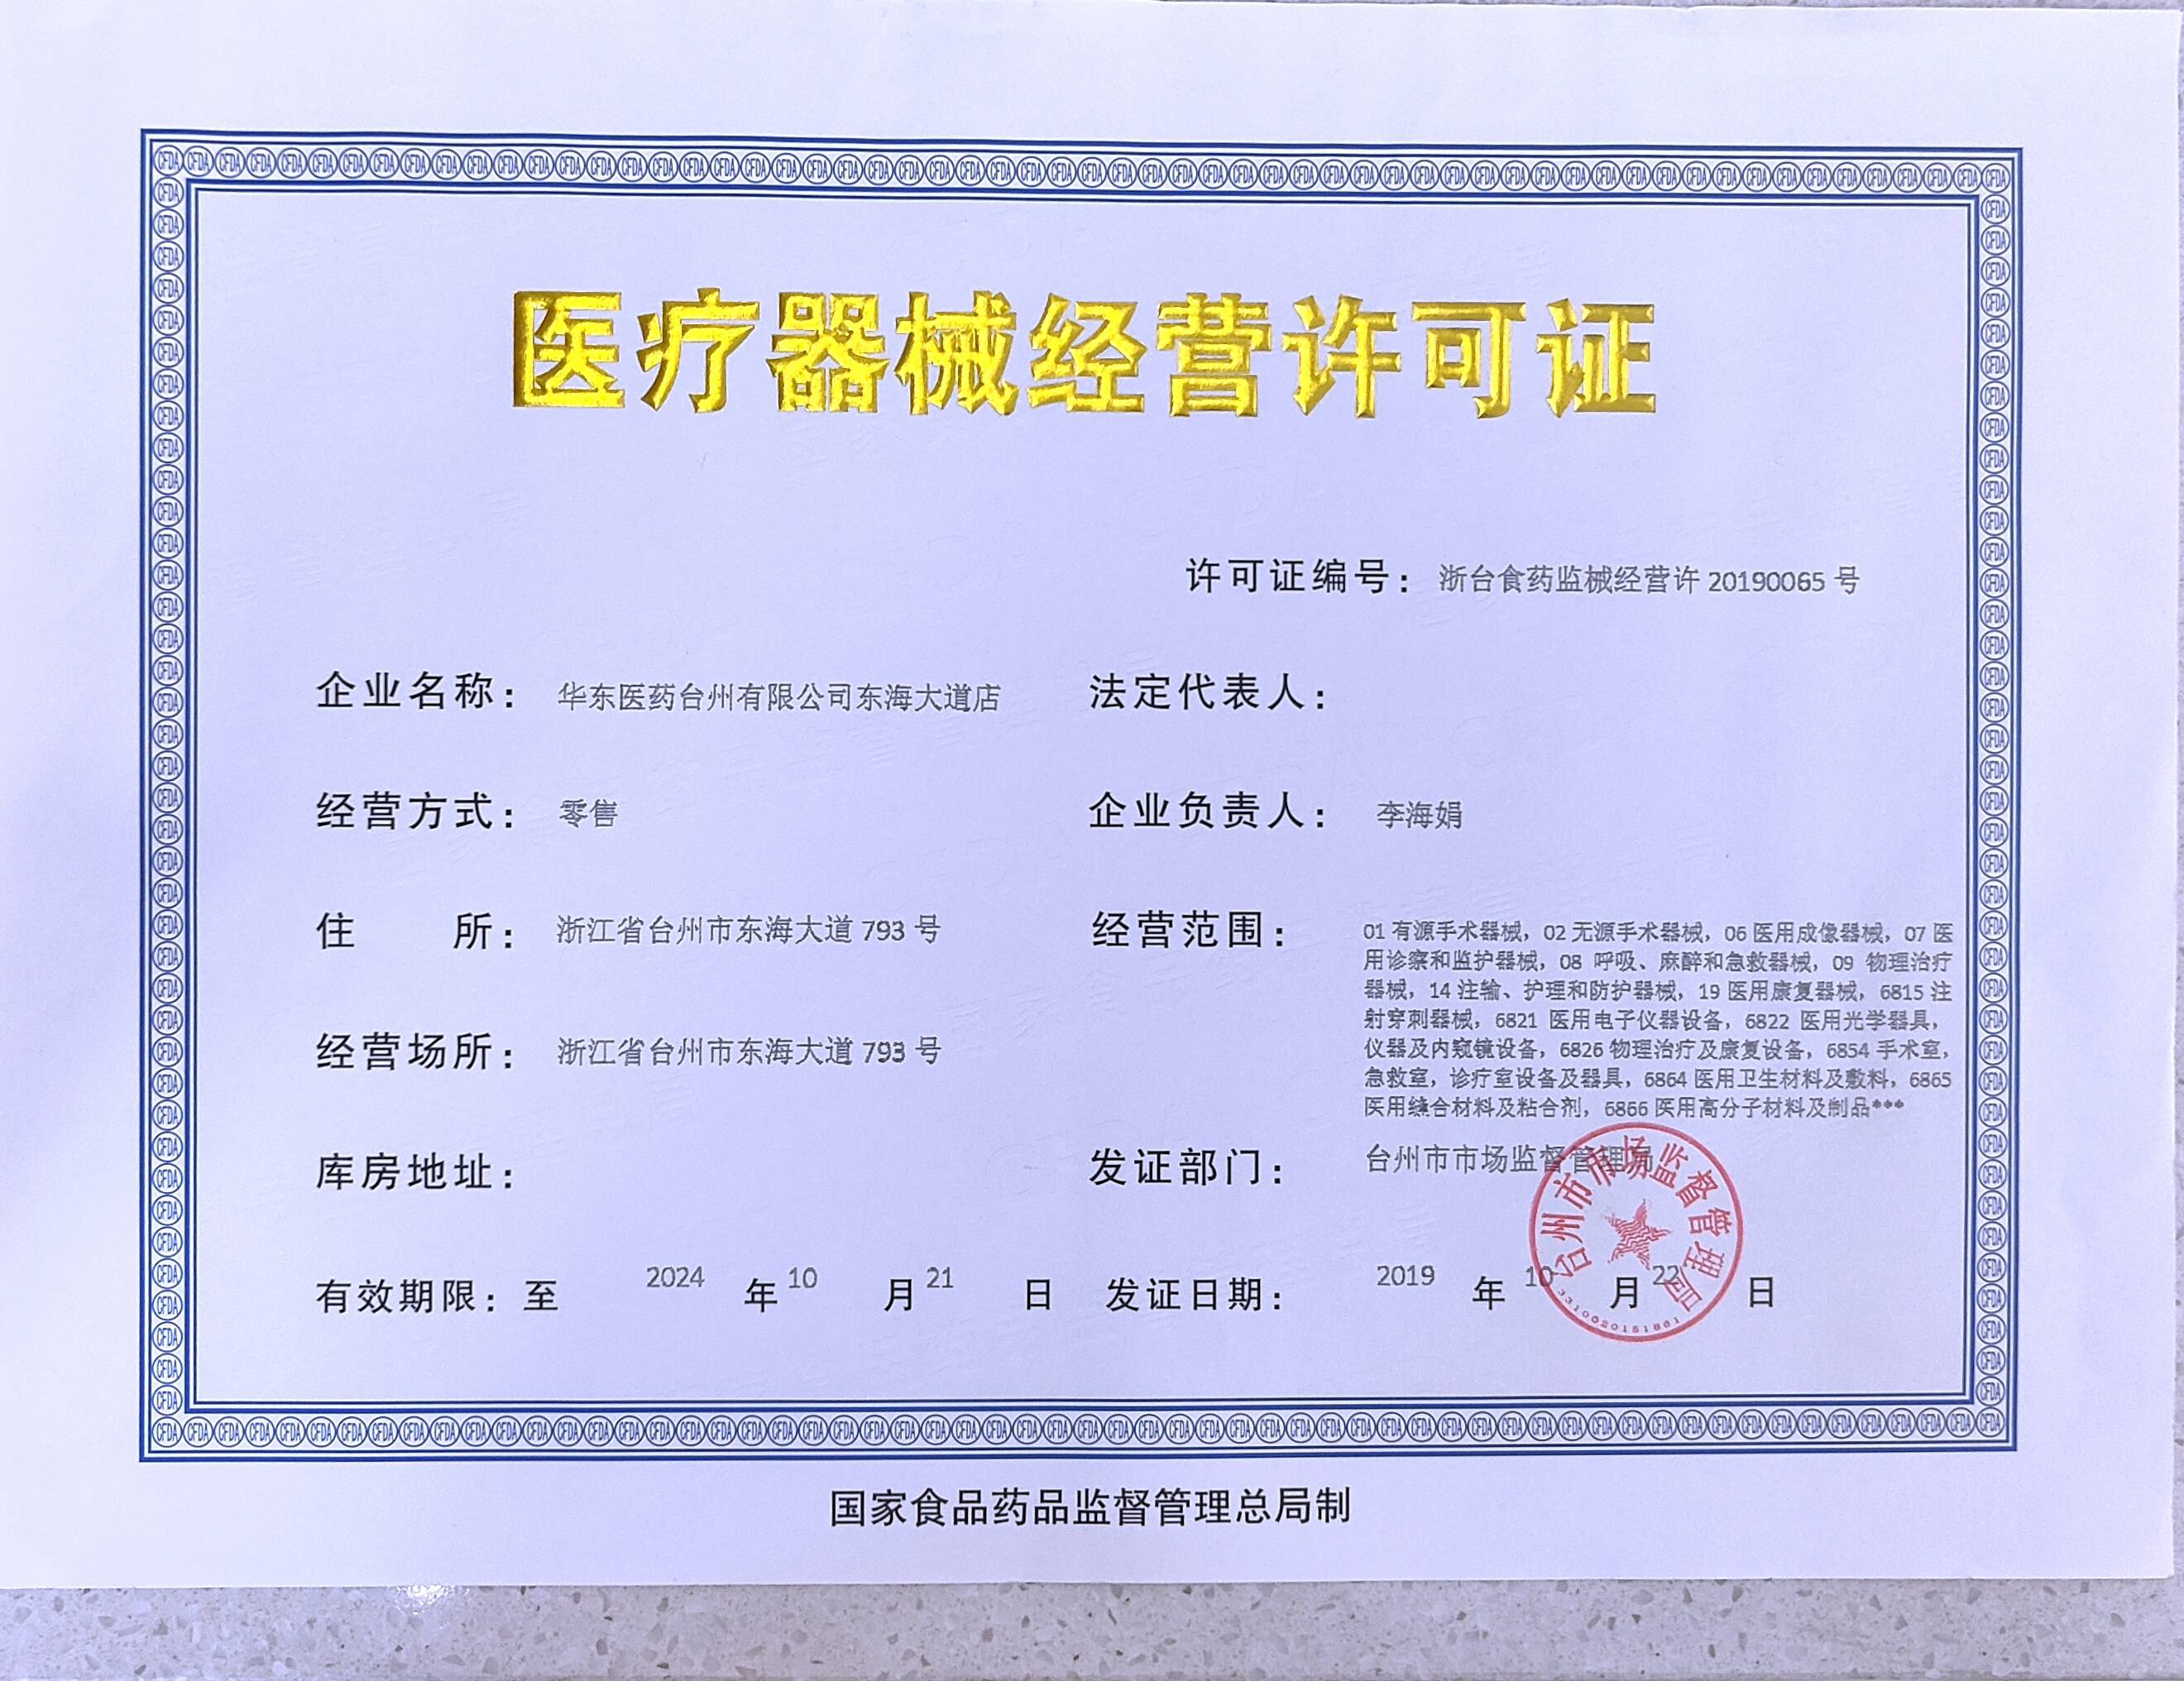 医疗器械经营许可证
许可证编号： 浙台食药监械经营许 20190065 号
企业名称： 华东医药台州有限公司东海大道店
法定代表人：
经营方式： 零售
企业负责人： 李海娟
住 所： 浙江省台州市东海大道 793 号
经营范围： 01 有源手术器械，02 无源手术器械，06 医用成像器械，07 医
用诊察和监护器械，08 呼吸、麻醉和急救器械，09 物理治疗
器械，14 注输、护理和防护器械，19 医用康复器械，6815 注
射穿刺器械，6821 医用电子仪器设备，6822 医用光学器具，
仪器及内窥镜设备，6826 物理治疗及康复设备，6854 手术室，
急救室，诊疗室设备及器具，6864 医用卫生材料及敷料，6865
医用缝合材料及粘合剂，6866 医用高分子材料及制品***
经营场所： 浙江省台州市东海大道 793 号
库房地址：
发证部门： 台州市市场监督管理局
有效期限：至 2024 年 10 月 21 日
发证日期： 2019 年 10 月 22 日
台州市市场监督管理局
3310020151861
国家食品药品监督管理总局制
CFDA